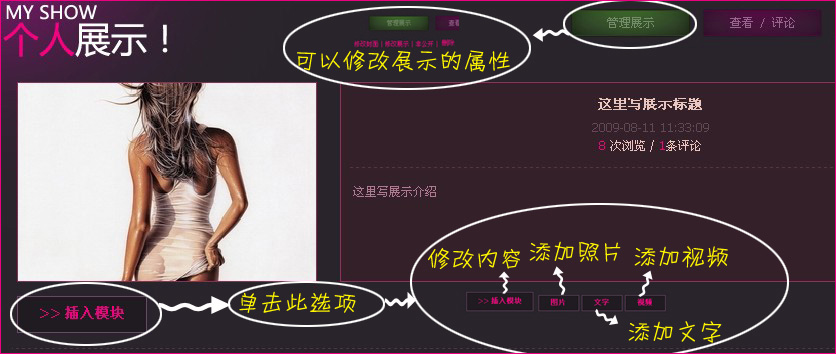 MY SHOW
个人展示！
管理展示
管理展示
查看 / 评论
可以修改展示的属性
这里写展示标题
2009-08-11 11:33:09
8 次浏览 / 1条评论
这里写展示介绍
修改内容
添加照片
添加视频
>> 插入模块
单击此选项
>> 插入模块
图片
文字
视频
添加文字